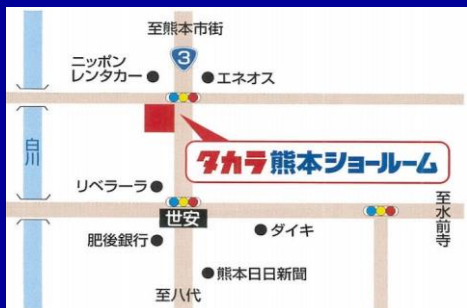 至熊本市街
3
ニッポン
レンタカー
エネオス
白川
タカラ熊本ショールーム
リベラーラ
世安
至水前寺
肥後銀行
ダイキ
熊本日日新聞
至八代